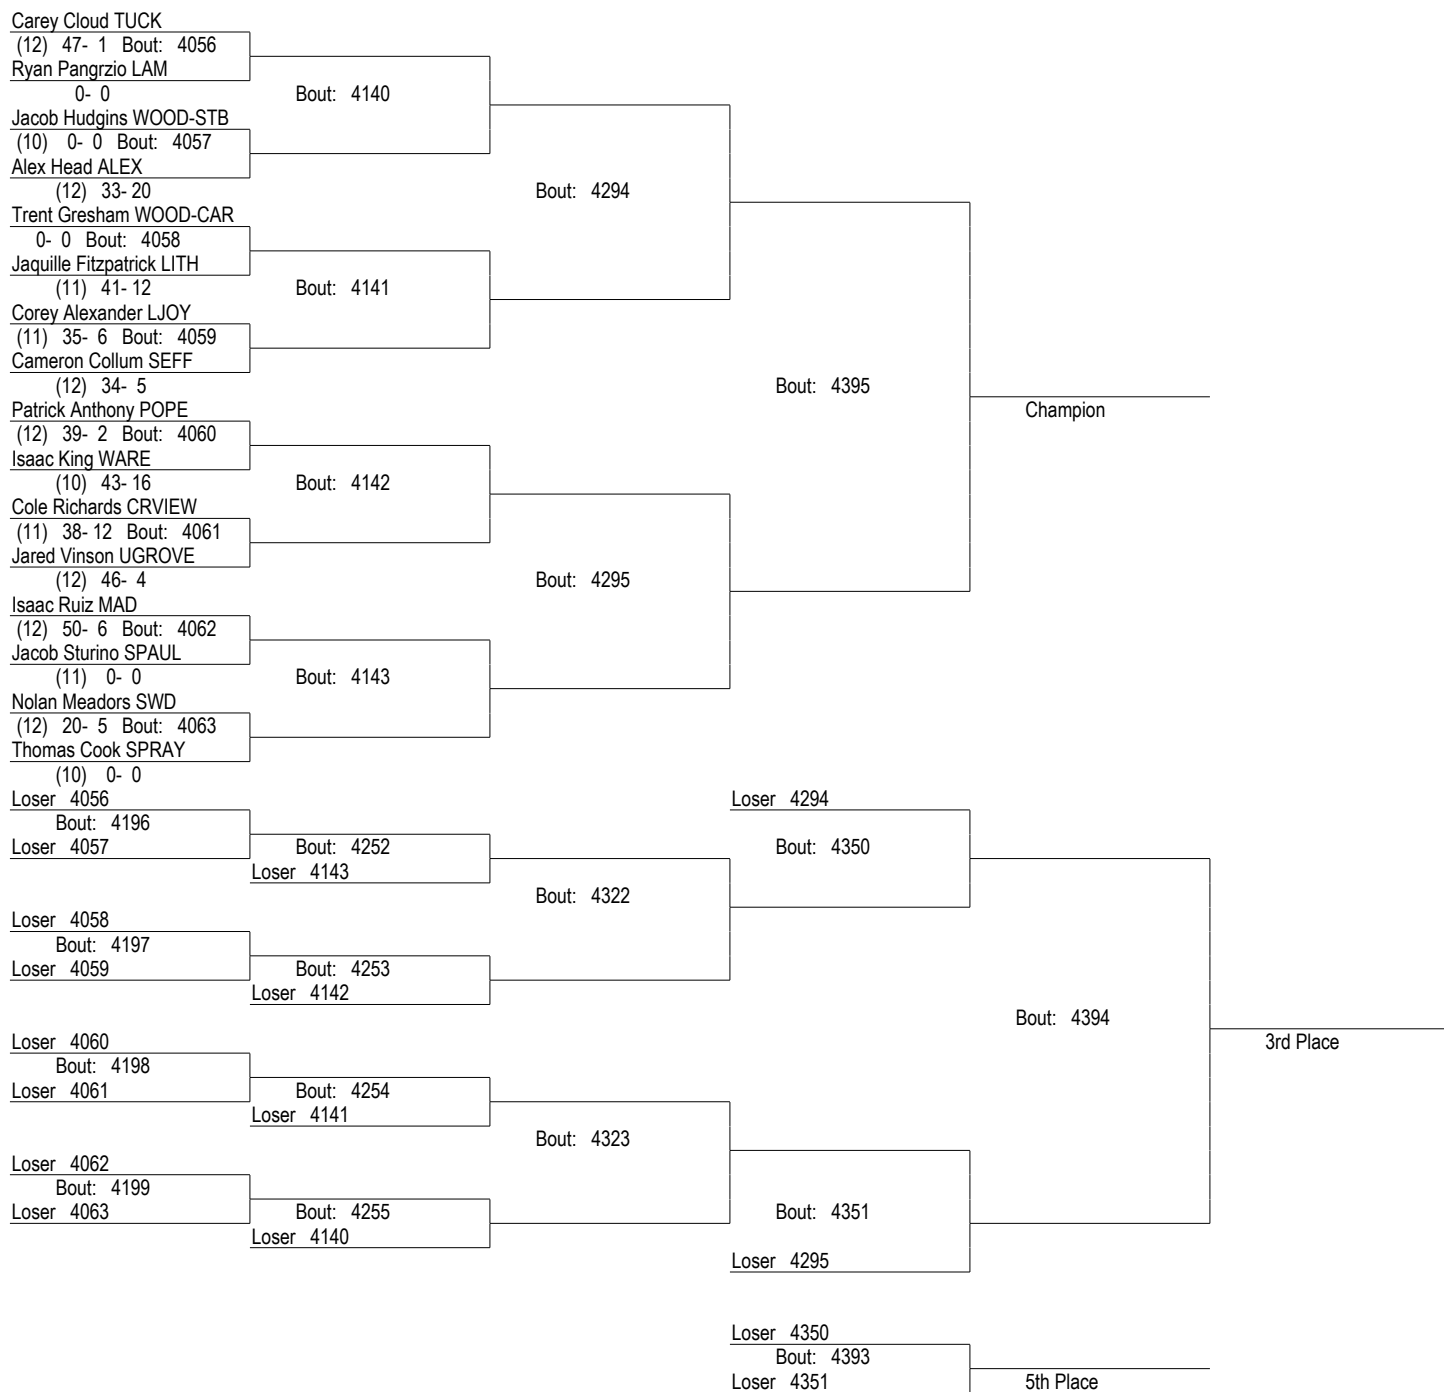 Carey Cloud TUCK
(12) 47- 1 Bout: 4056
Ryan Pangrzio LAM
0- 0
Bout: 4140
Jacob Hudgins WOOD-STB
(10) 0- 0 Bout: 4057
Alex Head ALEX
(12) 33- 20
Bout: 4294
Trent Gresham WOOD-CAR
0- 0 Bout: 4058
Jaquille Fitzpatrick LITH
(11) 41- 12
Bout: 4141
Corey Alexander LJOY
(11) 35- 6 Bout: 4059
Cameron Collum SEFF
(12) 34- 5
Bout: 4395
Champion
Patrick Anthony POPE
(12) 39- 2 Bout: 4060
Isaac King WARE
(10) 43- 16
Bout: 4142
Cole Richards CRVIEW
(11) 38- 12 Bout: 4061
Jared Vinson UGROVE
(12) 46- 4
Bout: 4295
Isaac Ruiz MAD
(12) 50- 6 Bout: 4062
Jacob Sturino SPAUL
(11) 0- 0
Bout: 4143
Nolan Meadors SWD
(12) 20- 5 Bout: 4063
Thomas Cook SPRAY
(10) 0- 0
Loser 4056
Bout: 4196
Loser 4057
Bout: 4252
Loser 4143
Bout: 4322
Loser 4294
Bout: 4350
Loser 4058
Bout: 4197
Loser 4059
Bout: 4253
Loser 4142
Bout: 4394
3rd Place
Loser 4060
Bout: 4198
Loser 4061
Bout: 4254
Loser 4141
Bout: 4323
Loser 4062
Bout: 4199
Loser 4063
Bout: 4255
Loser 4140
Bout: 4351
Loser 4295
Loser 4350
Bout: 4393
Loser 4351
5th Place